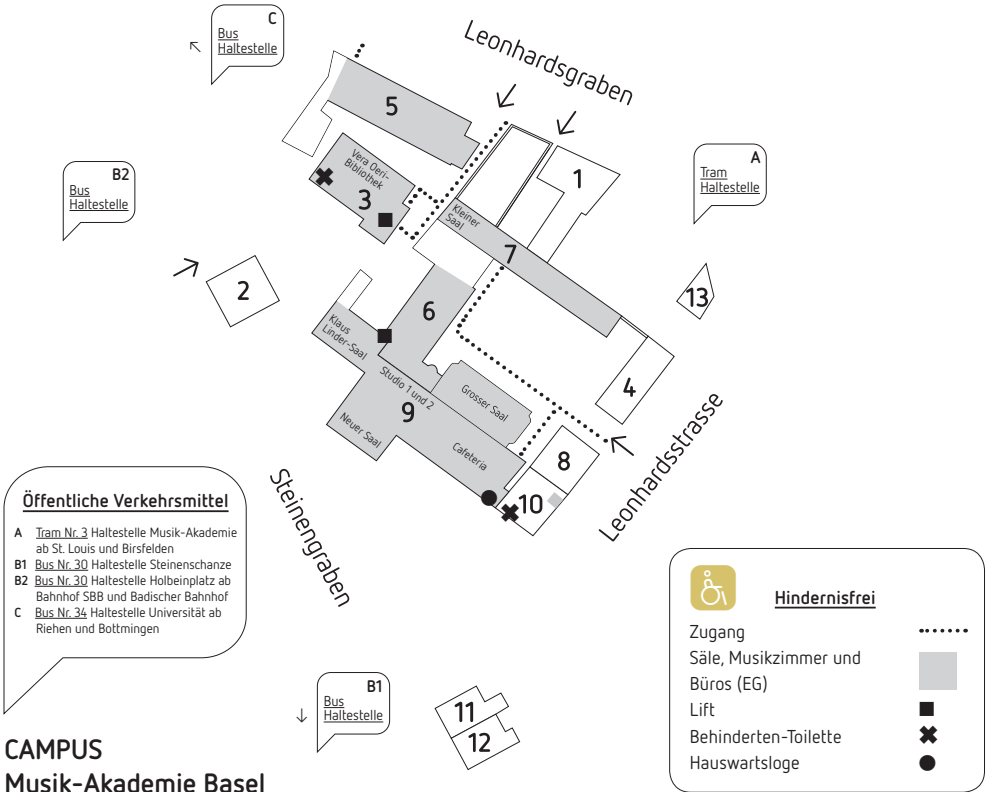 C
Bus
Haltestelle
Leonhardsgraben
5
Vera Oeri-
Bibliothek
3
1
A
Tram
Haltestelle
B2
Bus
Haltestelle
Kleiner
Saal
7
2
13
6
Klaus
Linder-Saal
Studio 1 und 2
Grosser Saal
4
9
Neuer Saal
Cafeteria
8
10
Leonhardsstrasse
Steinengraben
Öffentliche Verkehrsmittel
A Tram Nr. 3 Haltestelle Musik-Akademie
ab St. Louis und Birsfelden
B1 Bus Nr. 30 Haltestelle Steinenschanze
B2 Bus Nr. 30 Haltestelle Holbeinplatz ab
Bahnhof SBB und Badischer Bahnhof
C Bus Nr. 34 Haltestelle Universität ab
Riehen und Bottmingen
Hindernisfrei
Zugang
Säle, Musikzimmer und
Büros (EG)
Lift
Behinderten-Toilette
Hauswartsloge
B1
Bus
Haltestelle
11
12
CAMPUS
Musik-Akademie Basel